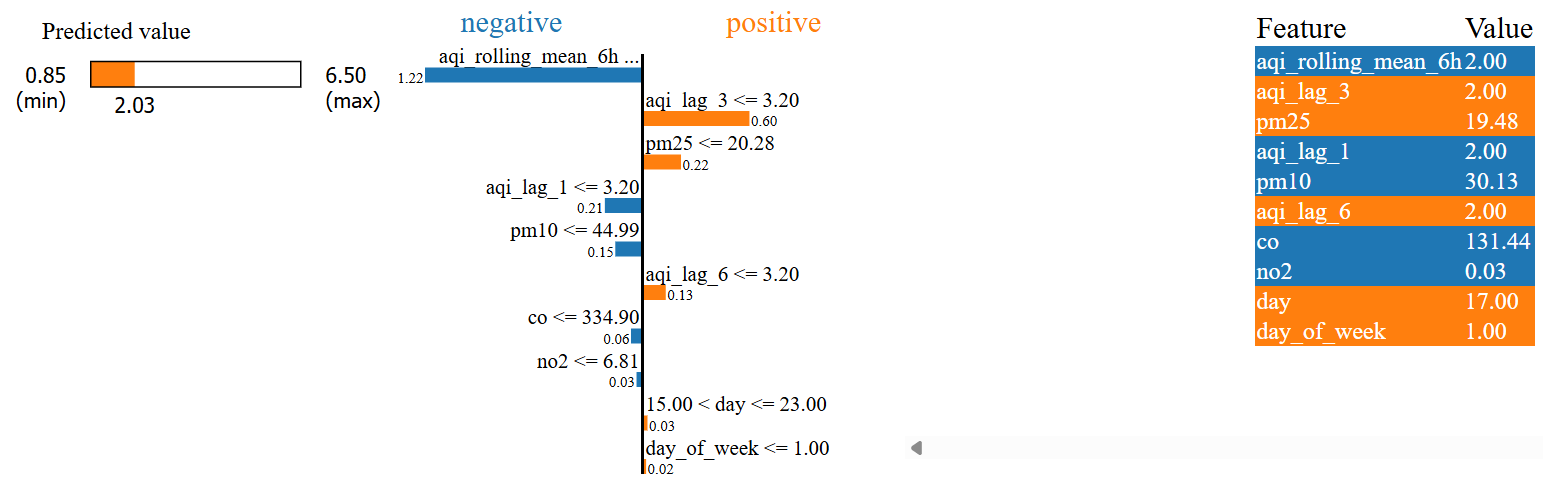 Predicted value
0.85
(min)
2.03
6.50
(max)
negative
positive
aqi_rolling_mean_6h ...
1.22
aqi_lag_3 <= 3.20
0.60
pm25 <= 20.28
0.22
aqi_lag_1 <= 3.20
0.21
pm10 <= 44.99
0.15
aqi_lag_6 <= 3.20
0.13
co <= 334.90
0.06
no2 <= 6.81
0.03
15.00 < day <= 23.00
0.03
day_of_week <= 1.00
0.02
Feature Value
aqi_rolling_mean_6h 2.00
aqi_lag_3 2.00
pm25 19.48
aqi_lag_1 2.00
pm10 30.13
aqi_lag_6 2.00
co 131.44
no2 0.03
day 17.00
day_of_week 1.00